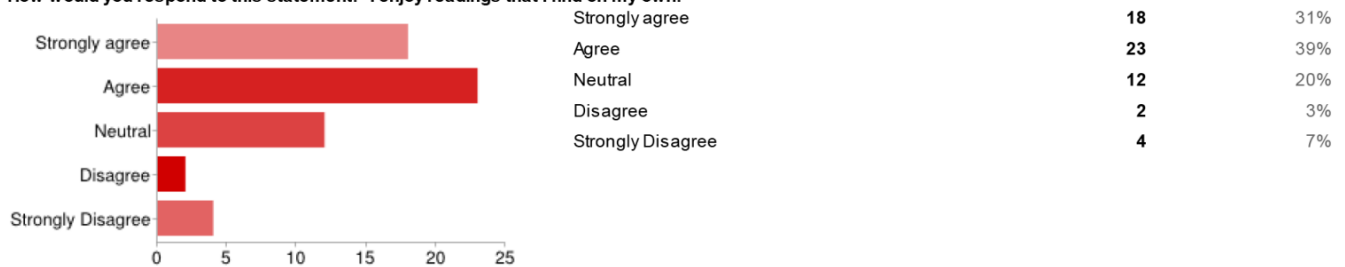 Strongly agree 18 31%
Agree 23 39%
Neutral 12 20%
Disagree 2 3%
Strongly Disagree 4 7%
Strongly agree
Agree
Neutral
Disagree
Strongly Disagree
0 5 10 15 20 25